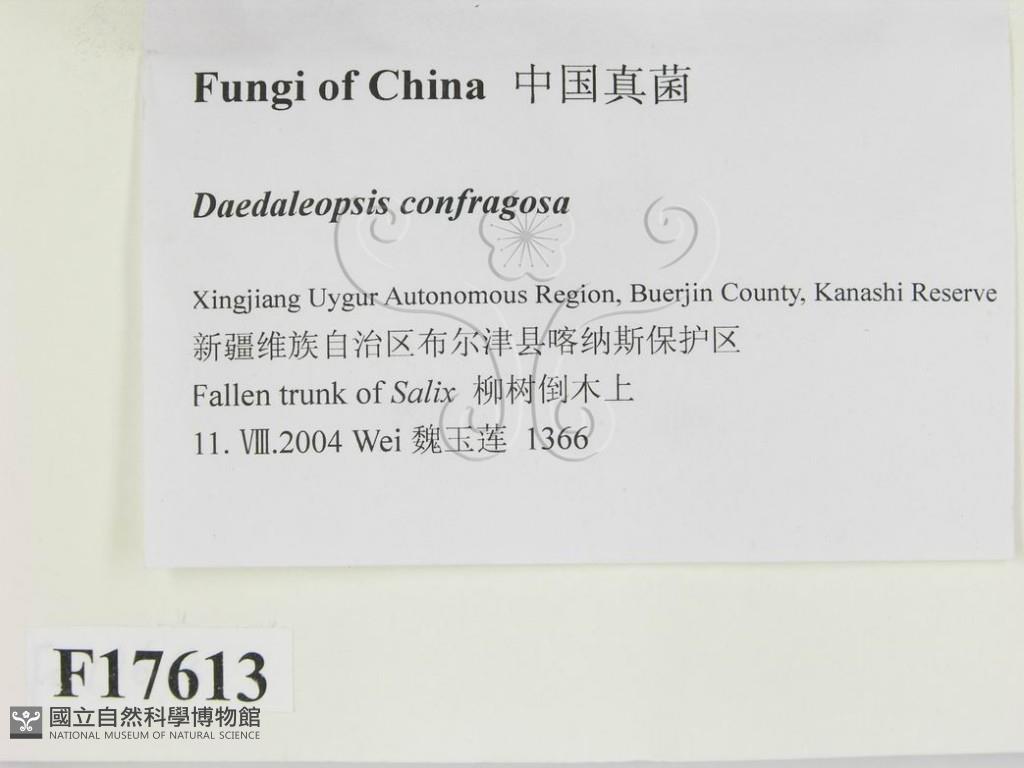 Fungi of China 中国真菌
Daedaleopsis confragosa
Xingjiang Uygur Autonomous Region, Buerjin County, Kanashi Reserve
新疆维族自治区布尔津县喀纳斯保护区
Fallen trunk of Salix 柳树倒木上
11. Ⅷ.2004 Wei 魏玉莲 1366
F17613
國立自然科學博物館
NATIONAL MUSEUM OF NATURAL SCIENCE